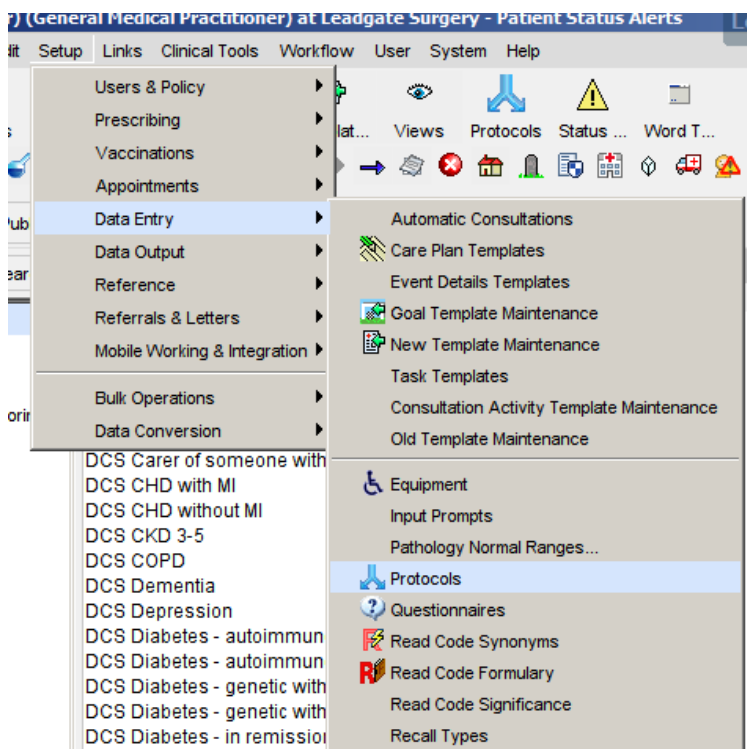 (General Medical Practitioner) at Leadgate Surgery - Patient Status Alerts
Setup Links Clinical Tools Workflow User System Help
Users & Policy
Prescribing
Vaccinations
Appointments
Data Entry
Data Output
Reference
Referrals & Letters
Mobile Working & Integration
Bulk Operations
Data Conversion
lat... Views Protocols Status ... Word T...
Automatic Consultations
Care Plan Templates
Event Details Templates
Goal Template Maintenance
New Template Maintenance
Task Templates
Consultation Activity Template Maintenance
Old Template Maintenance
Equipment
Input Prompts
Pathology Normal Ranges...
Protocols
Questionnaires
Read Code Synonyms
Read Code Formulary
Read Code Significance
Recall Types
DCS Carer of someone with
DCS CHD with MI
DCS CHD without MI
DCS CKD 3-5
DCS COPD
DCS Dementia
DCS Depression
DCS Diabetes - autoimmun
DCS Diabetes - autoimmun
DCS Diabetes - genetic with
DCS Diabetes - genetic with
DCS Diabetes - in remission